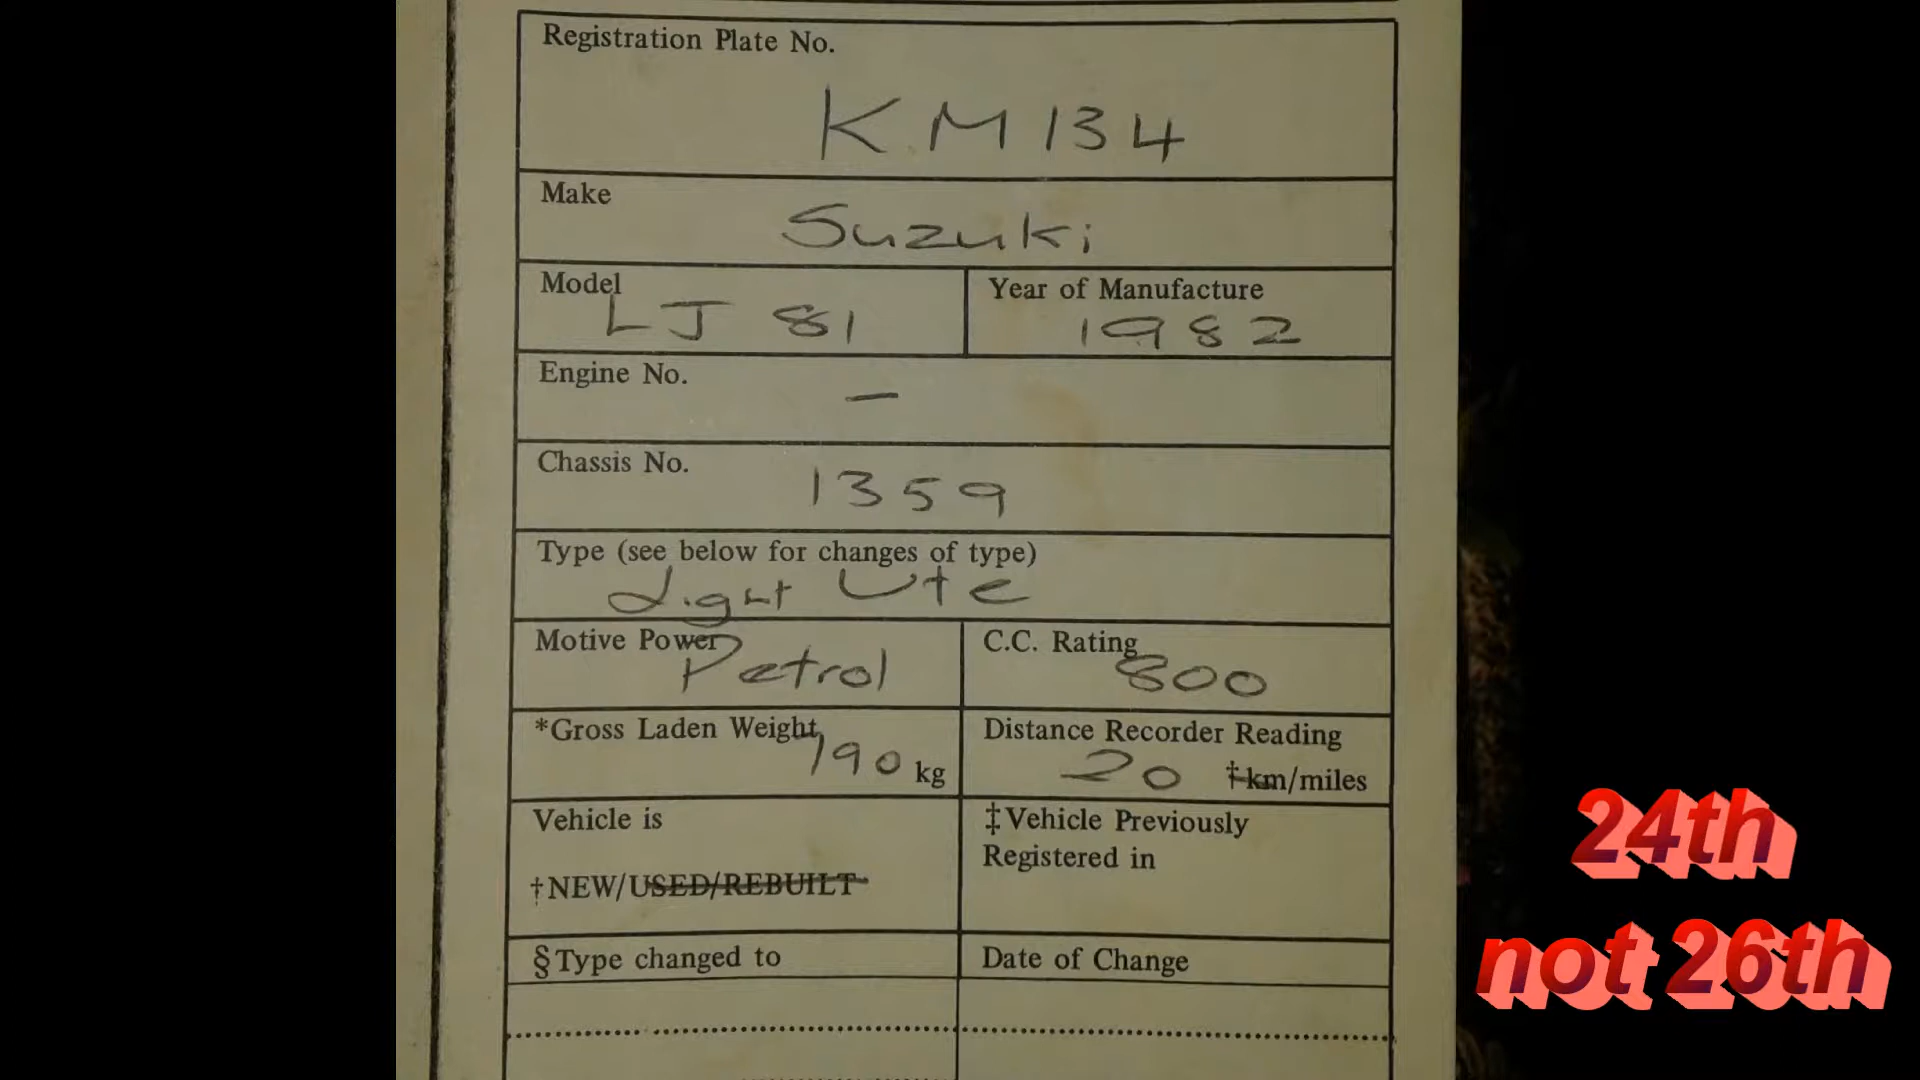 Registration Plate No.
KM134
Make
Suzuki
Model
LJ 81
Year of Manufacture
1982
Engine No.
—
Chassis No.
1359
Type (see below for changes of type)
Light Ute
Motive Power
Petrol
C.C. Rating
800
*Gross Laden Weight
790 kg
Distance Recorder Reading
20 †km/miles
Vehicle is
†NEW/USED/REBUILT
‡Vehicle Previously
Registered in
§Type changed to
Date of Change
24th
not 26th